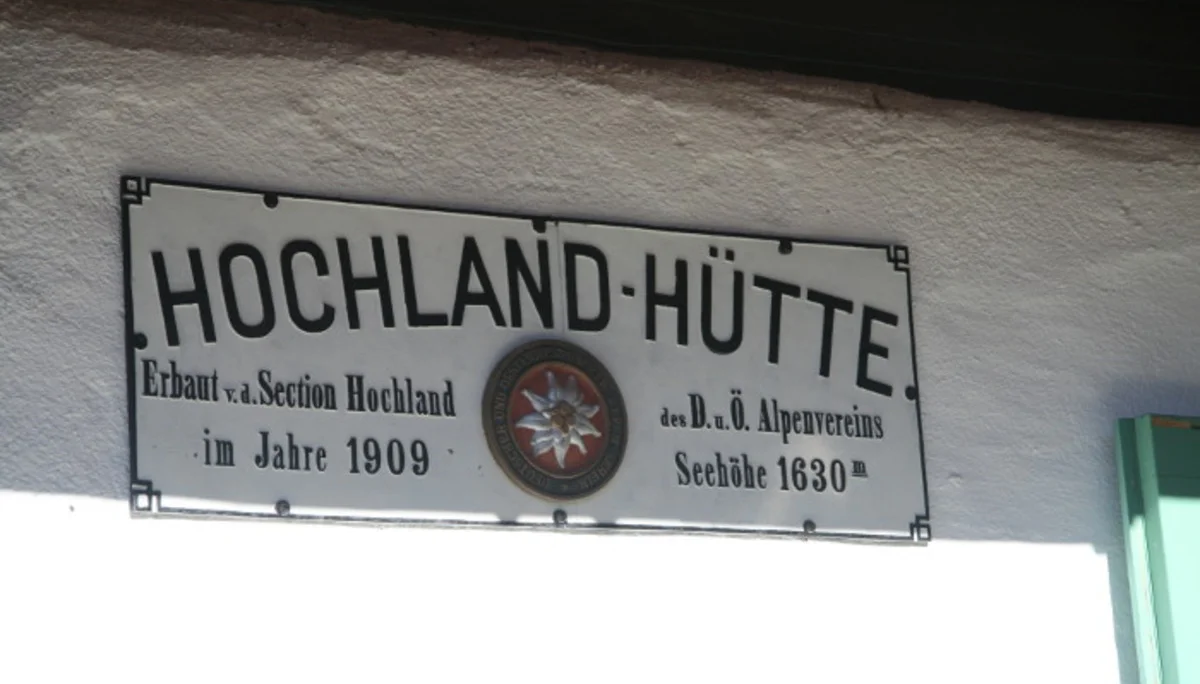 HOCHLAND-HÜTTE.
Erbaut v. d. Section Hochland
im Jahre 1909
des D. u. Ö. Alpenvereins
Seehöhe 1630 m